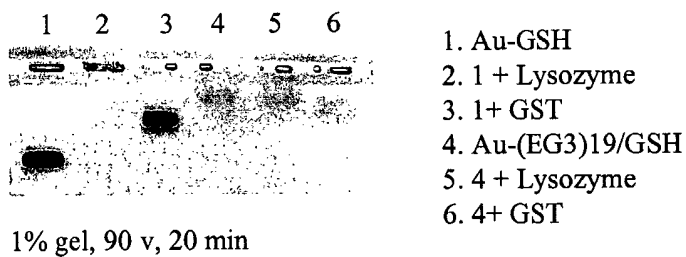 1 2 3 4 5 6
1. Au-GSH
2. 1 + Lysozyme
3. 1+ GST
4. Au-(EG3)19/GSH
5. 4 + Lysozyme
6. 4+ GST
1% gel, 90 v, 20 min